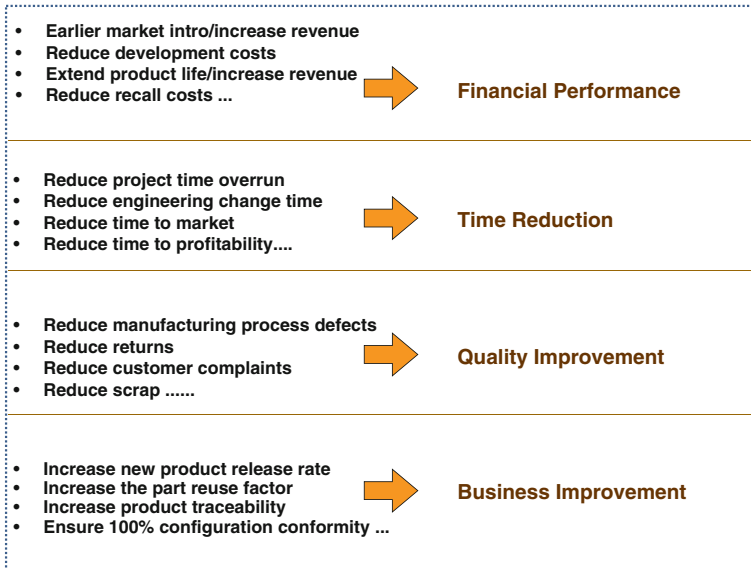 • Earlier market intro/increase revenue
• Reduce development costs
• Extend product life/increase revenue
• Reduce recall costs ...
Financial Performance
• Reduce project time overrun
• Reduce engineering change time
• Reduce time to market
• Reduce time to profitability....
Time Reduction
• Reduce manufacturing process defects
• Reduce returns
• Reduce customer complaints
• Reduce scrap ......
Quality Improvement
• Increase new product release rate
• Increase the part reuse factor
• Increase product traceability
• Ensure 100% configuration conformity ...
Business Improvement